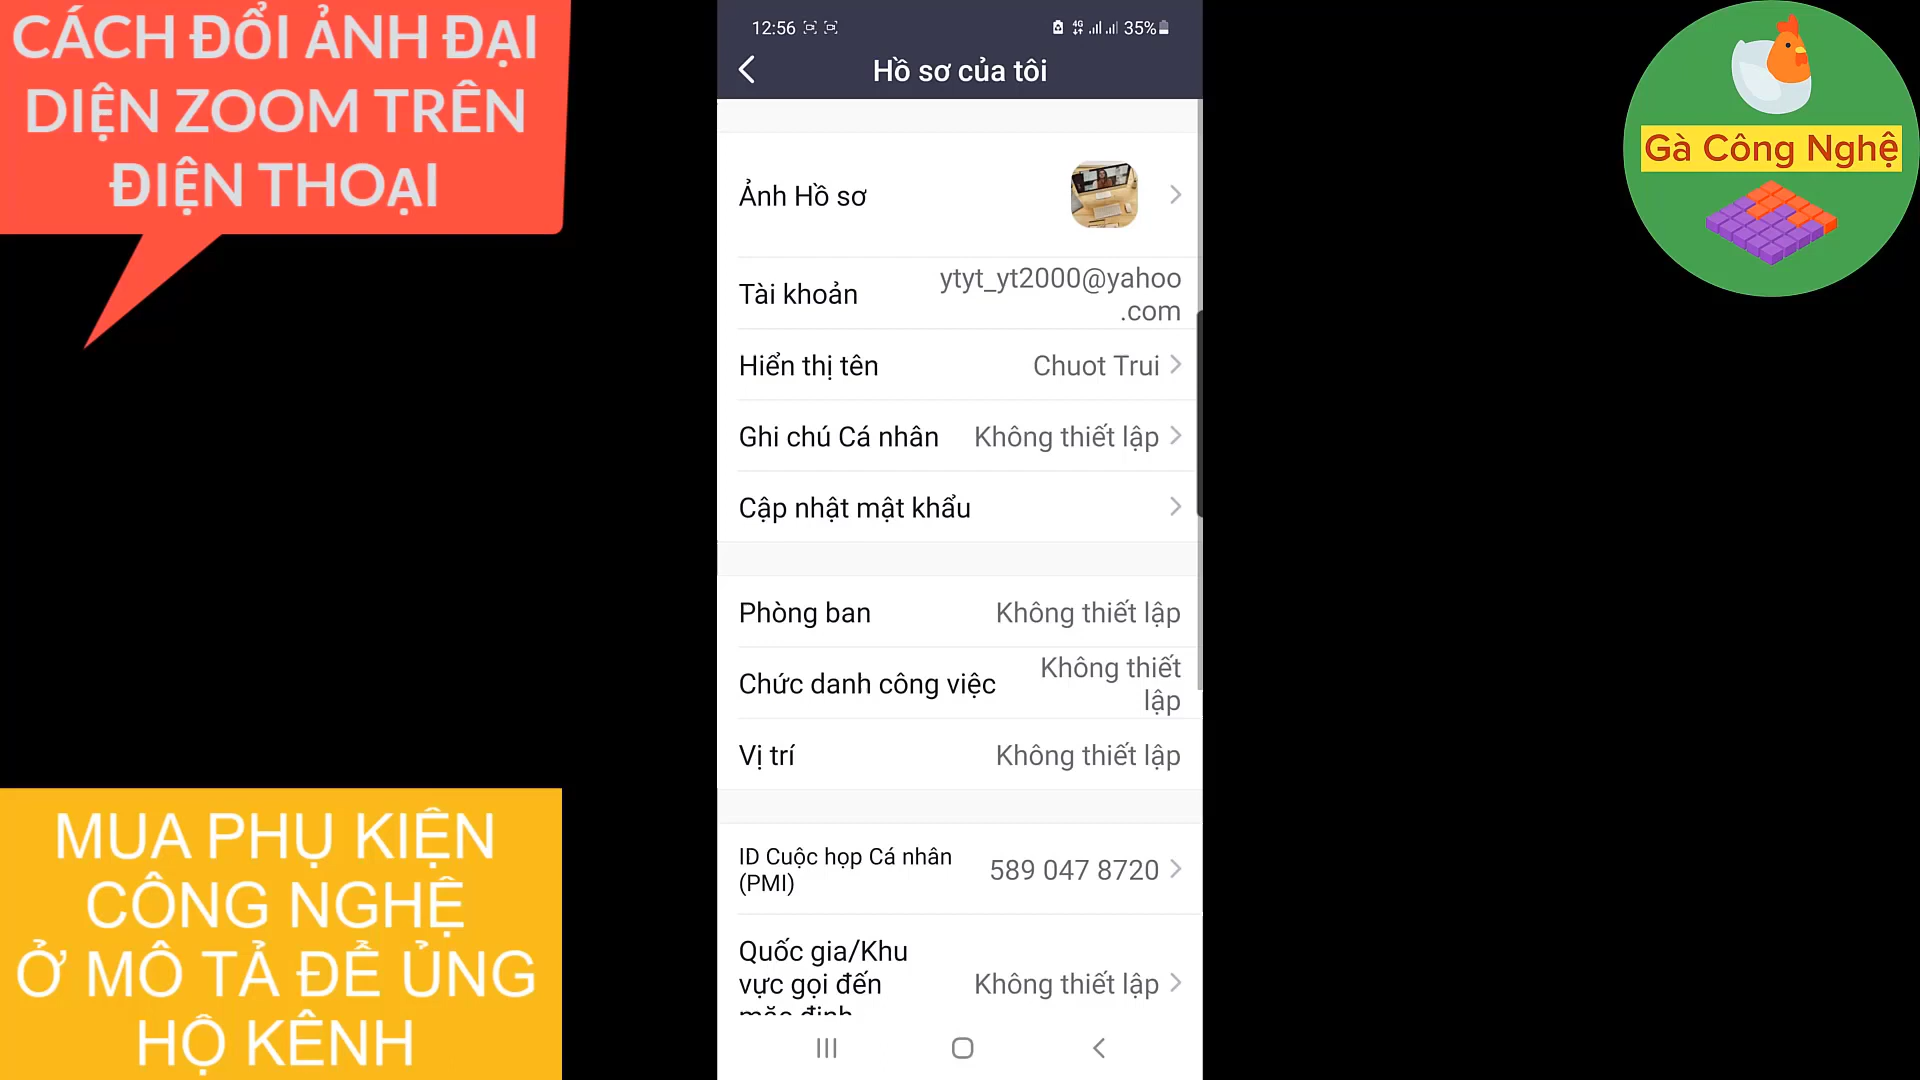 CÁCH ĐỔI ẢNH ĐẠI
DIỆN ZOOM TRÊN
ĐIỆN THOẠI
12:56
4G
35%
Hồ sơ của tôi
Gà Công Nghệ
Ảnh Hồ sơ
Tài khoản
ytyt_yt2000@yahoo
.com
Hiển thị tên
Chuot Trui
Ghi chú Cá nhân
Không thiết lập
Cập nhật mật khẩu
Phòng ban
Không thiết lập
Chức danh công việc
Không thiết
lập
Vị trí
Không thiết lập
ID Cuộc họp Cá nhân
(PMI)
589 047 8720
Quốc gia/Khu
vực gọi đến
mặc định
Không thiết lập
MUA PHỤ KIỆN
CÔNG NGHỆ
Ở MÔ TẢ ĐỂ ỦNG
HỘ KÊNH